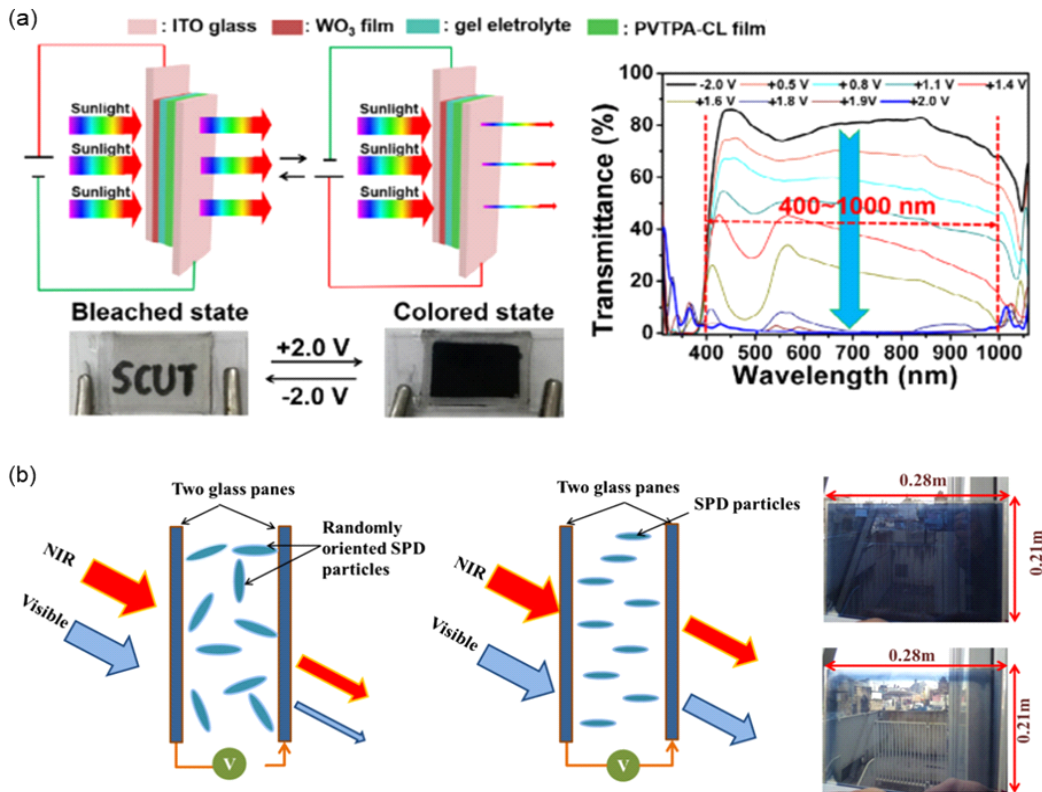 (a)
: ITO glass : WO₃ film : gel eletrolyte : PVTPA-CL film
Sunlight
Sunlight
Sunlight
Sunlight
Sunlight
Sunlight
Bleached state
Colored state
SCUT
+2.0 V
-2.0 V
100
80
60
40
20
0
Transmittance (%)
-2.0 V +0.5 V +0.8 V +1.1 V +1.4 V
+1.6 V +1.8 V +1.9V +2.0 V
400~1000 nm
400 500 600 700 800 900 1000
Wavelength (nm)
(b)
Two glass panes
Randomly
oriented SPD
particles
NIR
Visible
V
Two glass panes
SPD particles
NIR
Visible
V
0.28m
0.21m
0.28m
0.21m